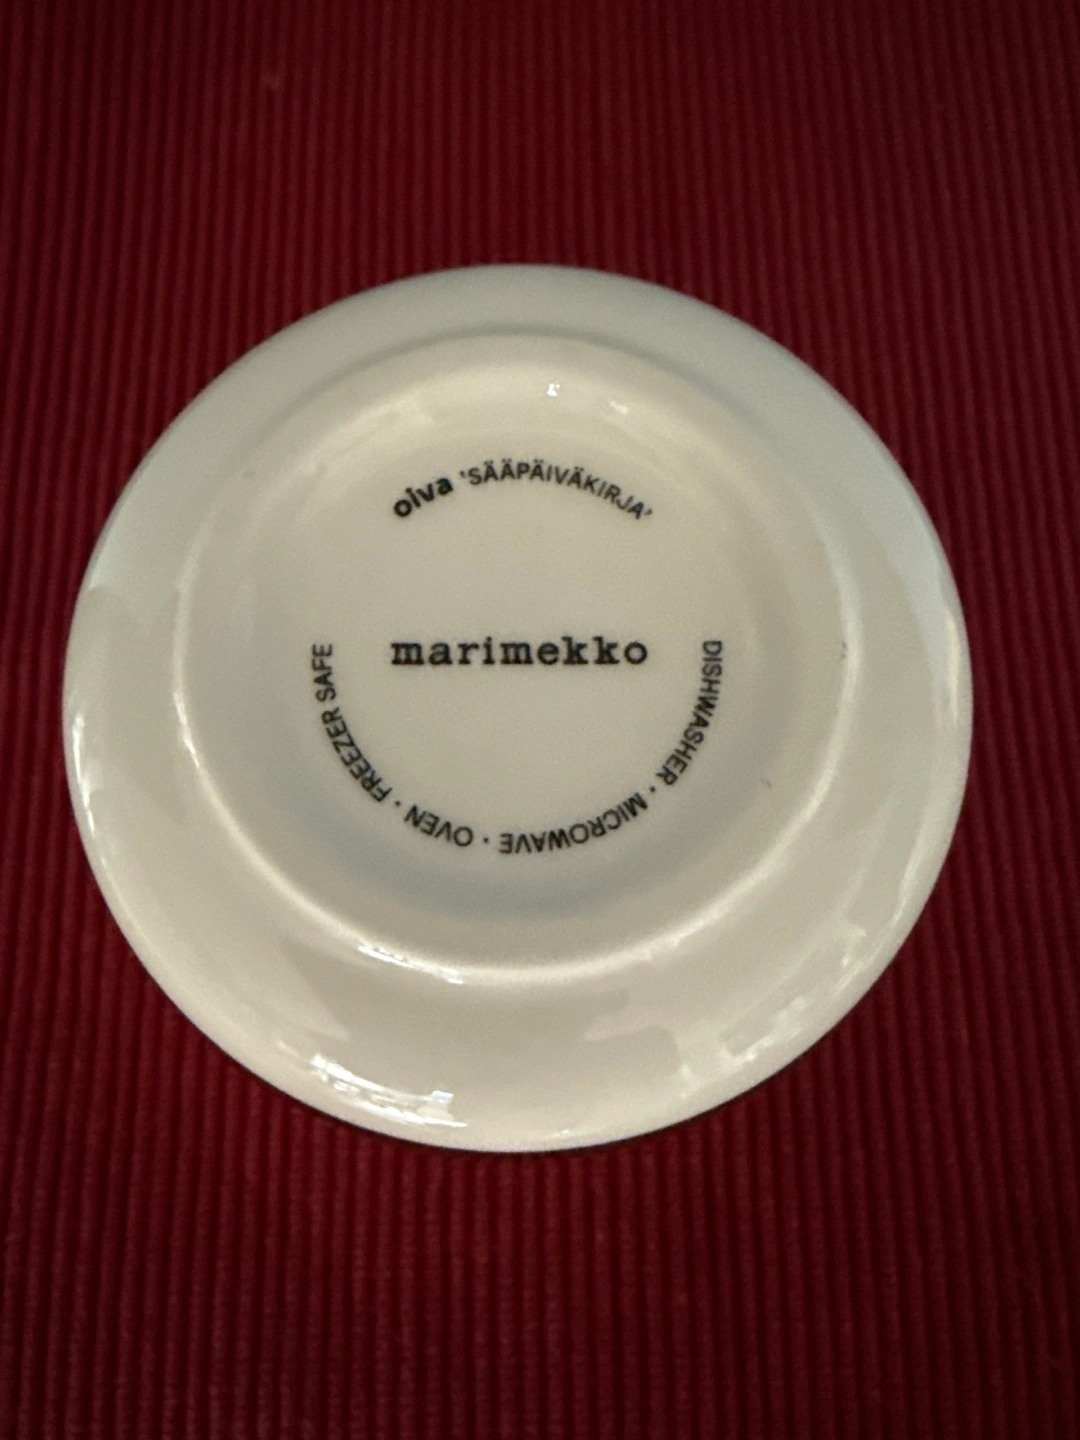 oiva 'SÄÄPÄIVÄKIRJA'
marimekko
DISHWASHER · MICROWAVE · OVEN · FREEZER SAFE